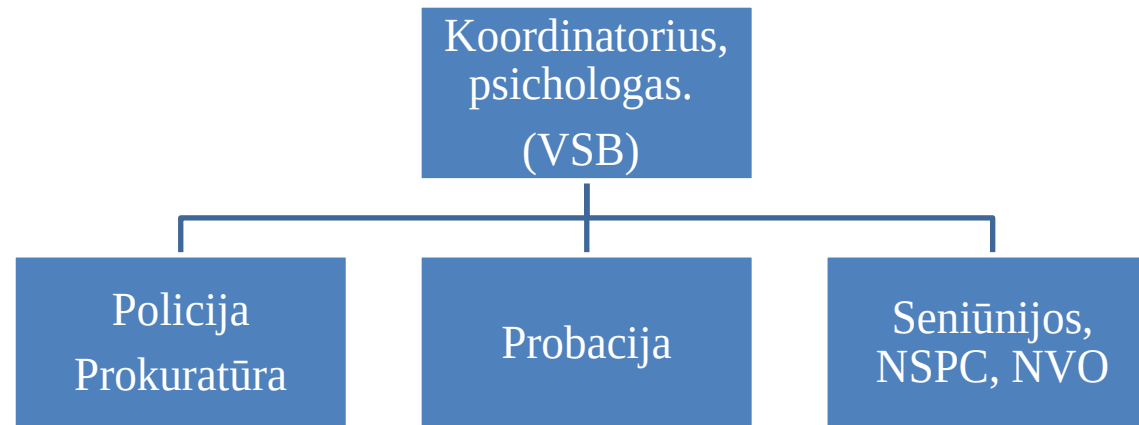 Koordinatorius,
psichologas.
(VSB)
Policija
Prokuratūra
Probacija
Seniūnijos,
NSPC, NVO